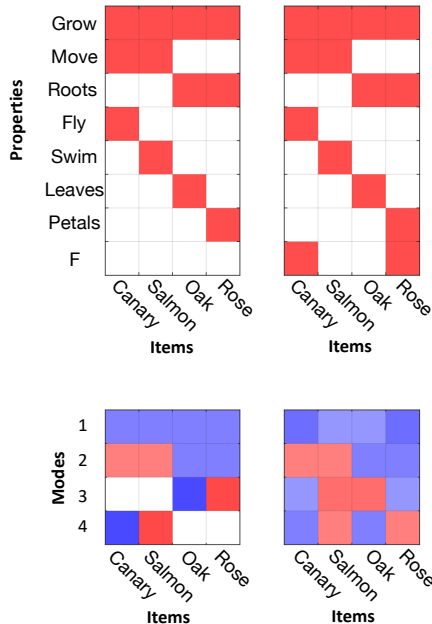 Properties
Grow
Move
Roots
Fly
Swim
Leaves
Petals
F
Canary Salmon Oak Rose
Items
Canary Salmon Oak Rose
Items
Modes
1
2
3
4
Canary Salmon Oak Rose
Items
Canary Salmon Oak Rose
Items